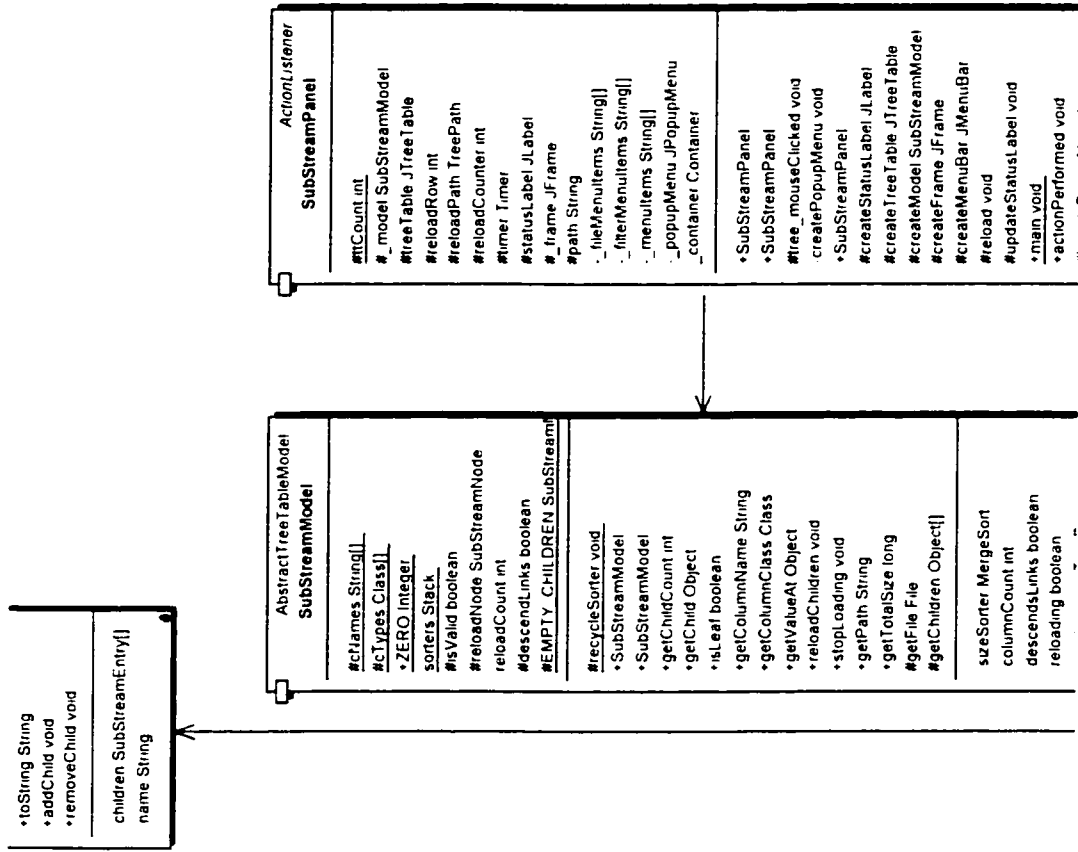 +toString String
+addChild void
+removeChild void
children SubStreamEntry[]
name String
AbstractTreeTableModel
SubStreamModel
#cNames String[]
#cTypes Class[]
+ZERO Integer
sorters Stack
#isValid boolean
#reloadNode SubStreamNode
reloadCount int
#descendLinks boolean
#EMPTY_CHILDREN SubStreamN
#recycleSorter void
+SubStreamModel
+SubStreamModel
+getChildCount int
+getChild Object
+isLeaf boolean
+getColumnName String
+getColumnClass Class
+getValueAt Object
+reloadChildren void
+stopLoading void
+getPath String
+getTotalSize long
#getFile File
#getChildren Object[]
sizeSorter MergeSort
columnCount int
descendsLinks boolean
reloading boolean
ActionListener
SubStreamPanel
#ttCount int
#_model SubStreamModel
#treeTable JTreeTable
#reloadRow int
#reloadPath TreePath
#reloadCounter int
#timer Timer
#statusLabel JLabel
#_frame JFrame
#path String
-_fileMenuItems String[]
-_filterMenuItems String[]
-_menuItems String[]
-_popupMenu JPopupMenu
_container Container
+SubStreamPanel
+SubStreamPanel
#tree_mouseClicked void
-createPopupMenu void
+SubStreamPanel
#createStatusLabel JLabel
#createTreeTable JTreeTable
#createModel SubStreamModel
#createFrame JFrame
#createMenuBar JMenuBar
#reload void
#updateStatusLabel void
+main void
+actionPerformed void